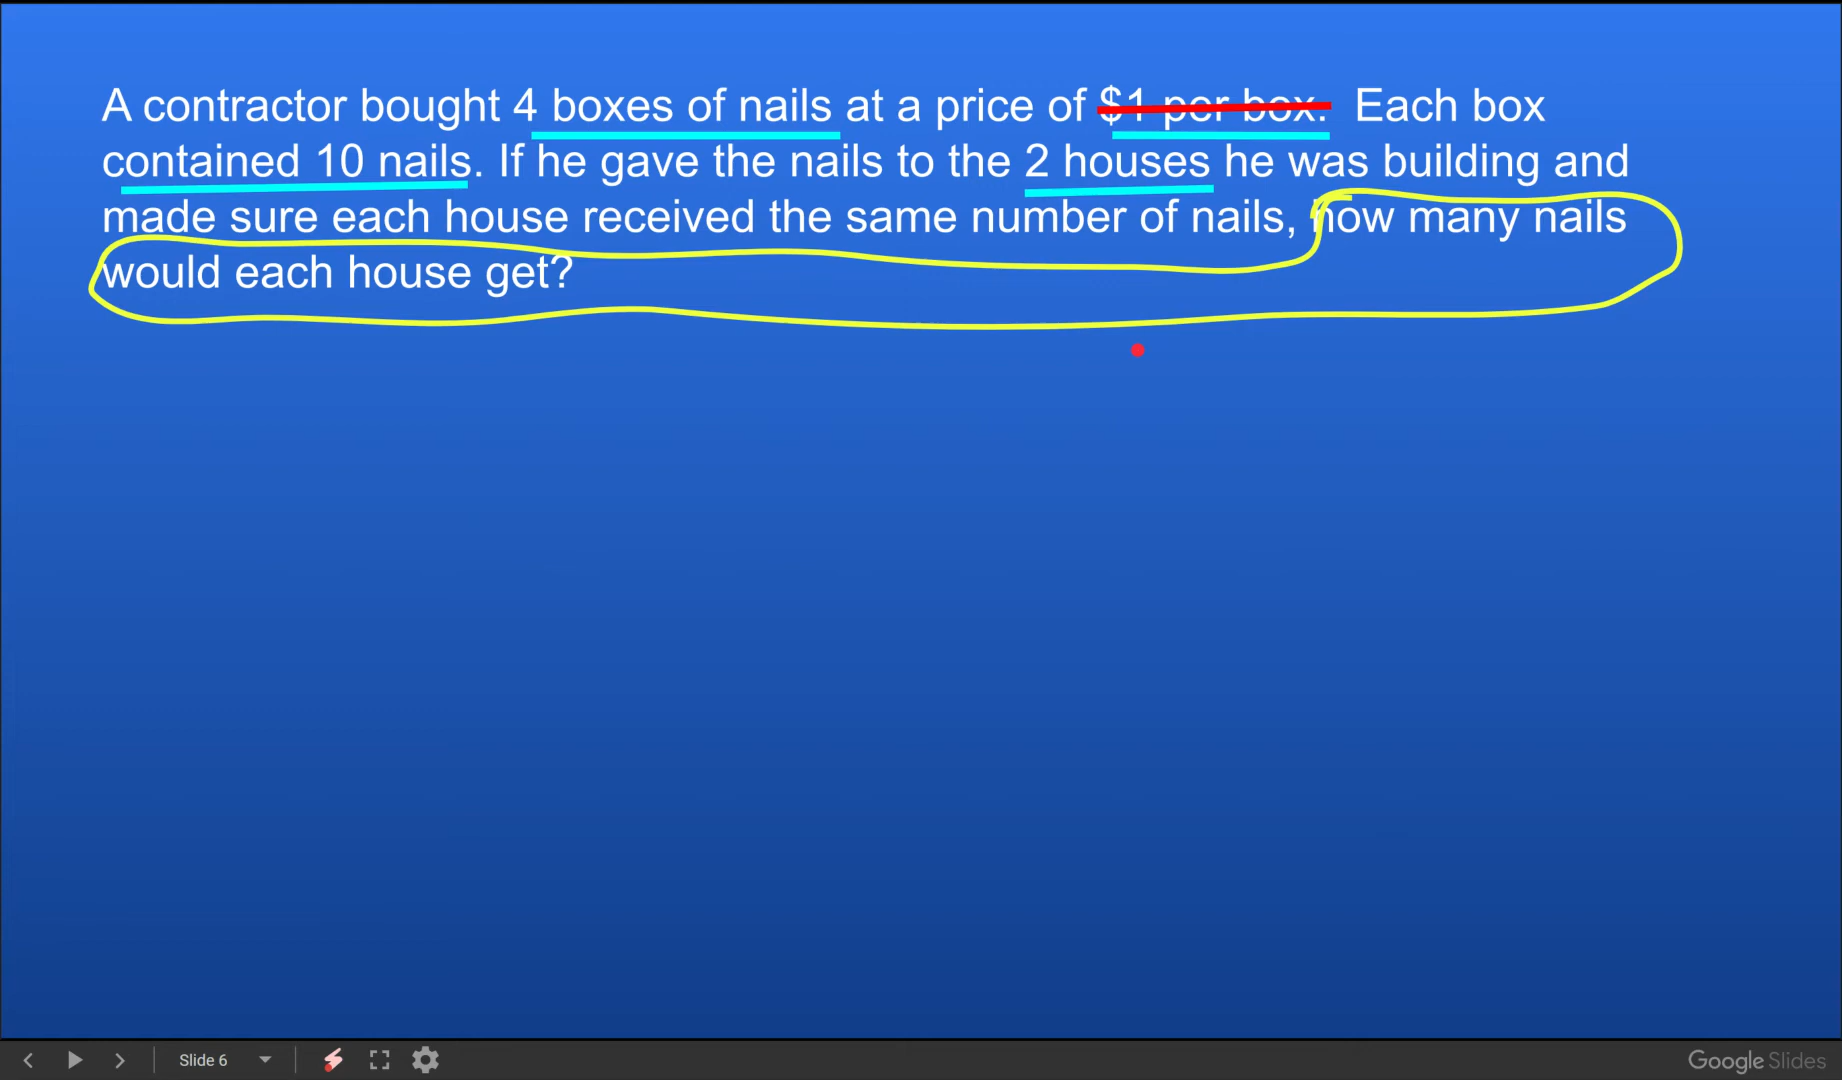 A contractor bought 4 boxes of nails at a price of $1 per box. Each box
contained 10 nails. If he gave the nails to the 2 houses he was building and
made sure each house received the same number of nails, how many nails
would each house get?
Slide 6
Google Slides